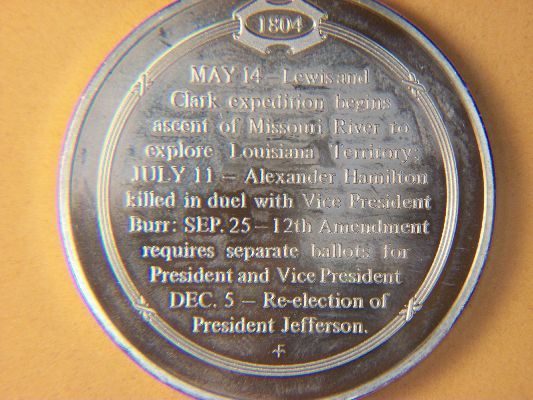 1804
MAY 14 – Lewis and
Clark expedition begins
ascent of Missouri River to
explore Louisiana Territory:
JULY 11 – Alexander Hamilton
killed in duel with Vice President
Burr: SEP. 25 – 12th Amendment
requires separate ballots for
President and Vice President
DEC. 5 – Re-election of
President Jefferson.